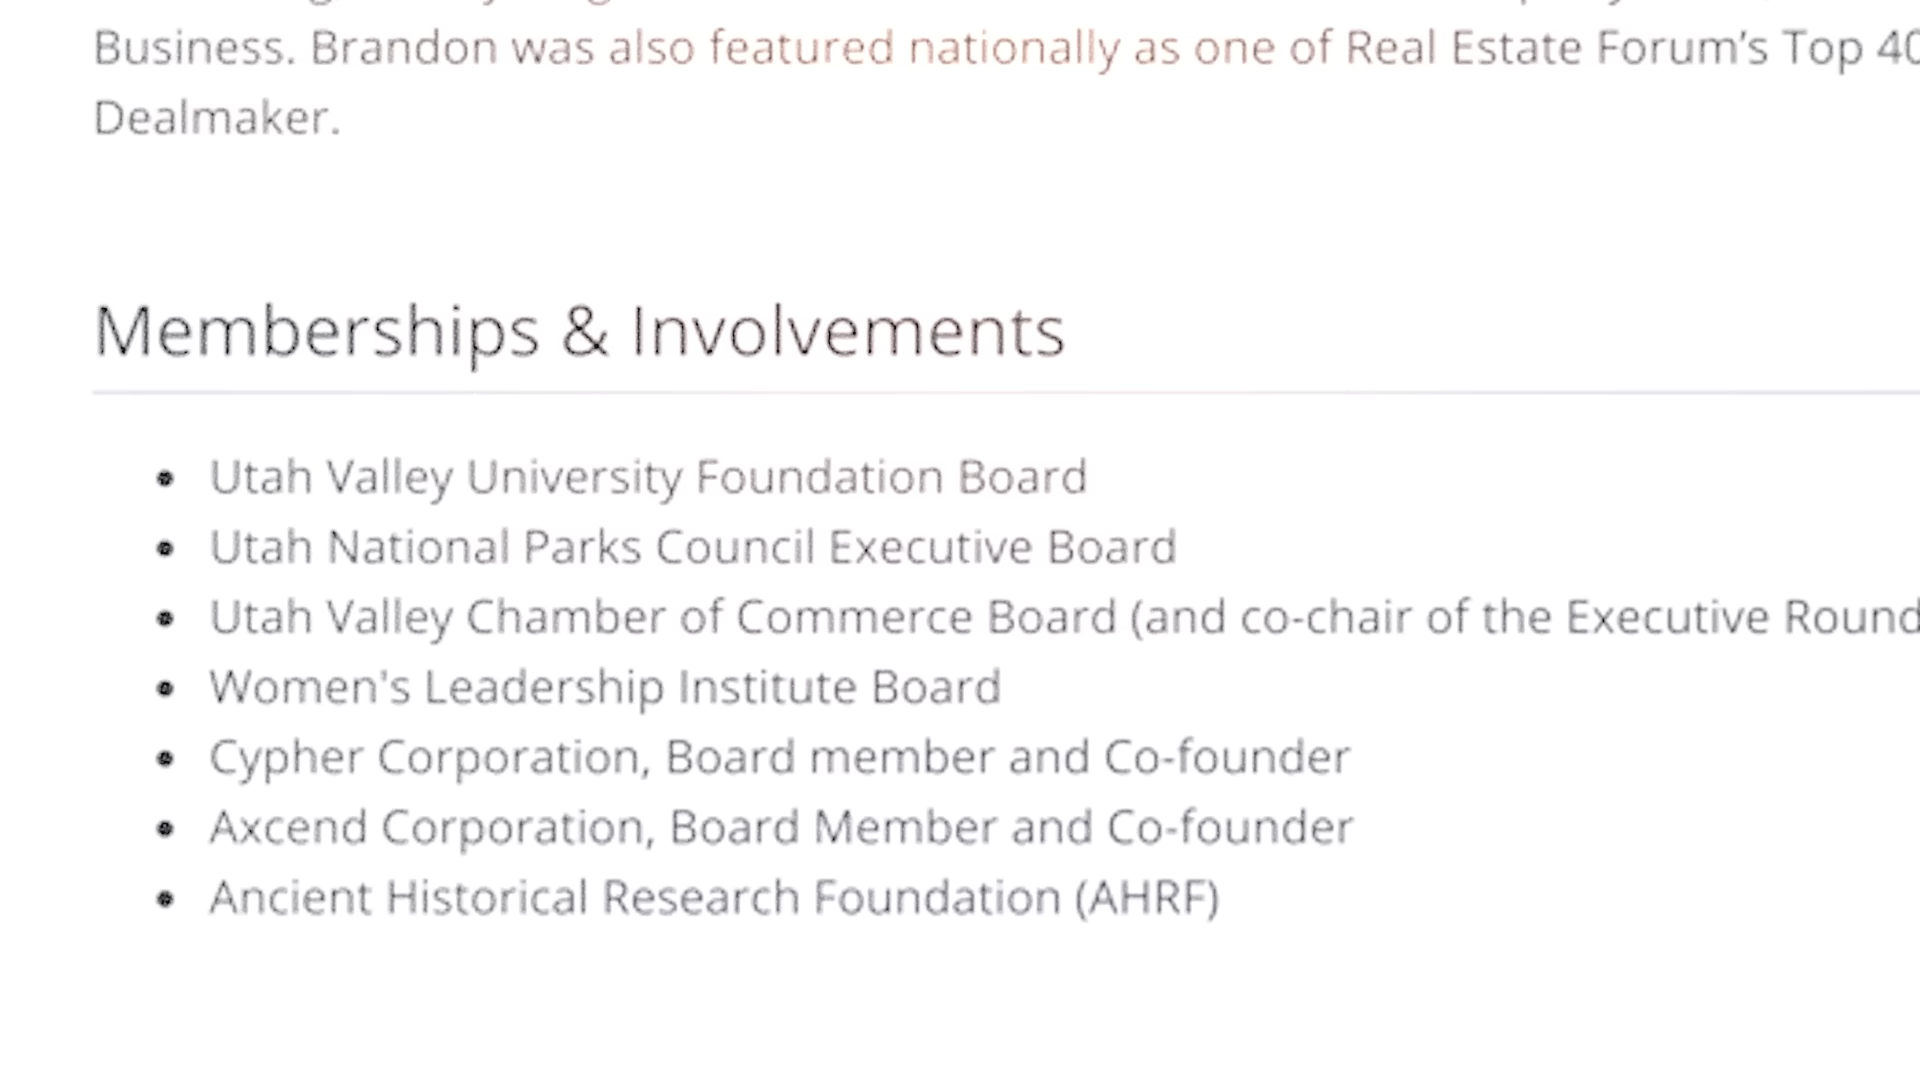 Business. Brandon was also featured nationally as one of Real Estate Forum's Top 40
Dealmaker.
Memberships & Involvements
• Utah Valley University Foundation Board
• Utah National Parks Council Executive Board
• Utah Valley Chamber of Commerce Board (and co-chair of the Executive Round
• Women's Leadership Institute Board
• Cypher Corporation, Board member and Co-founder
• Axcend Corporation, Board Member and Co-founder
• Ancient Historical Research Foundation (AHRF)